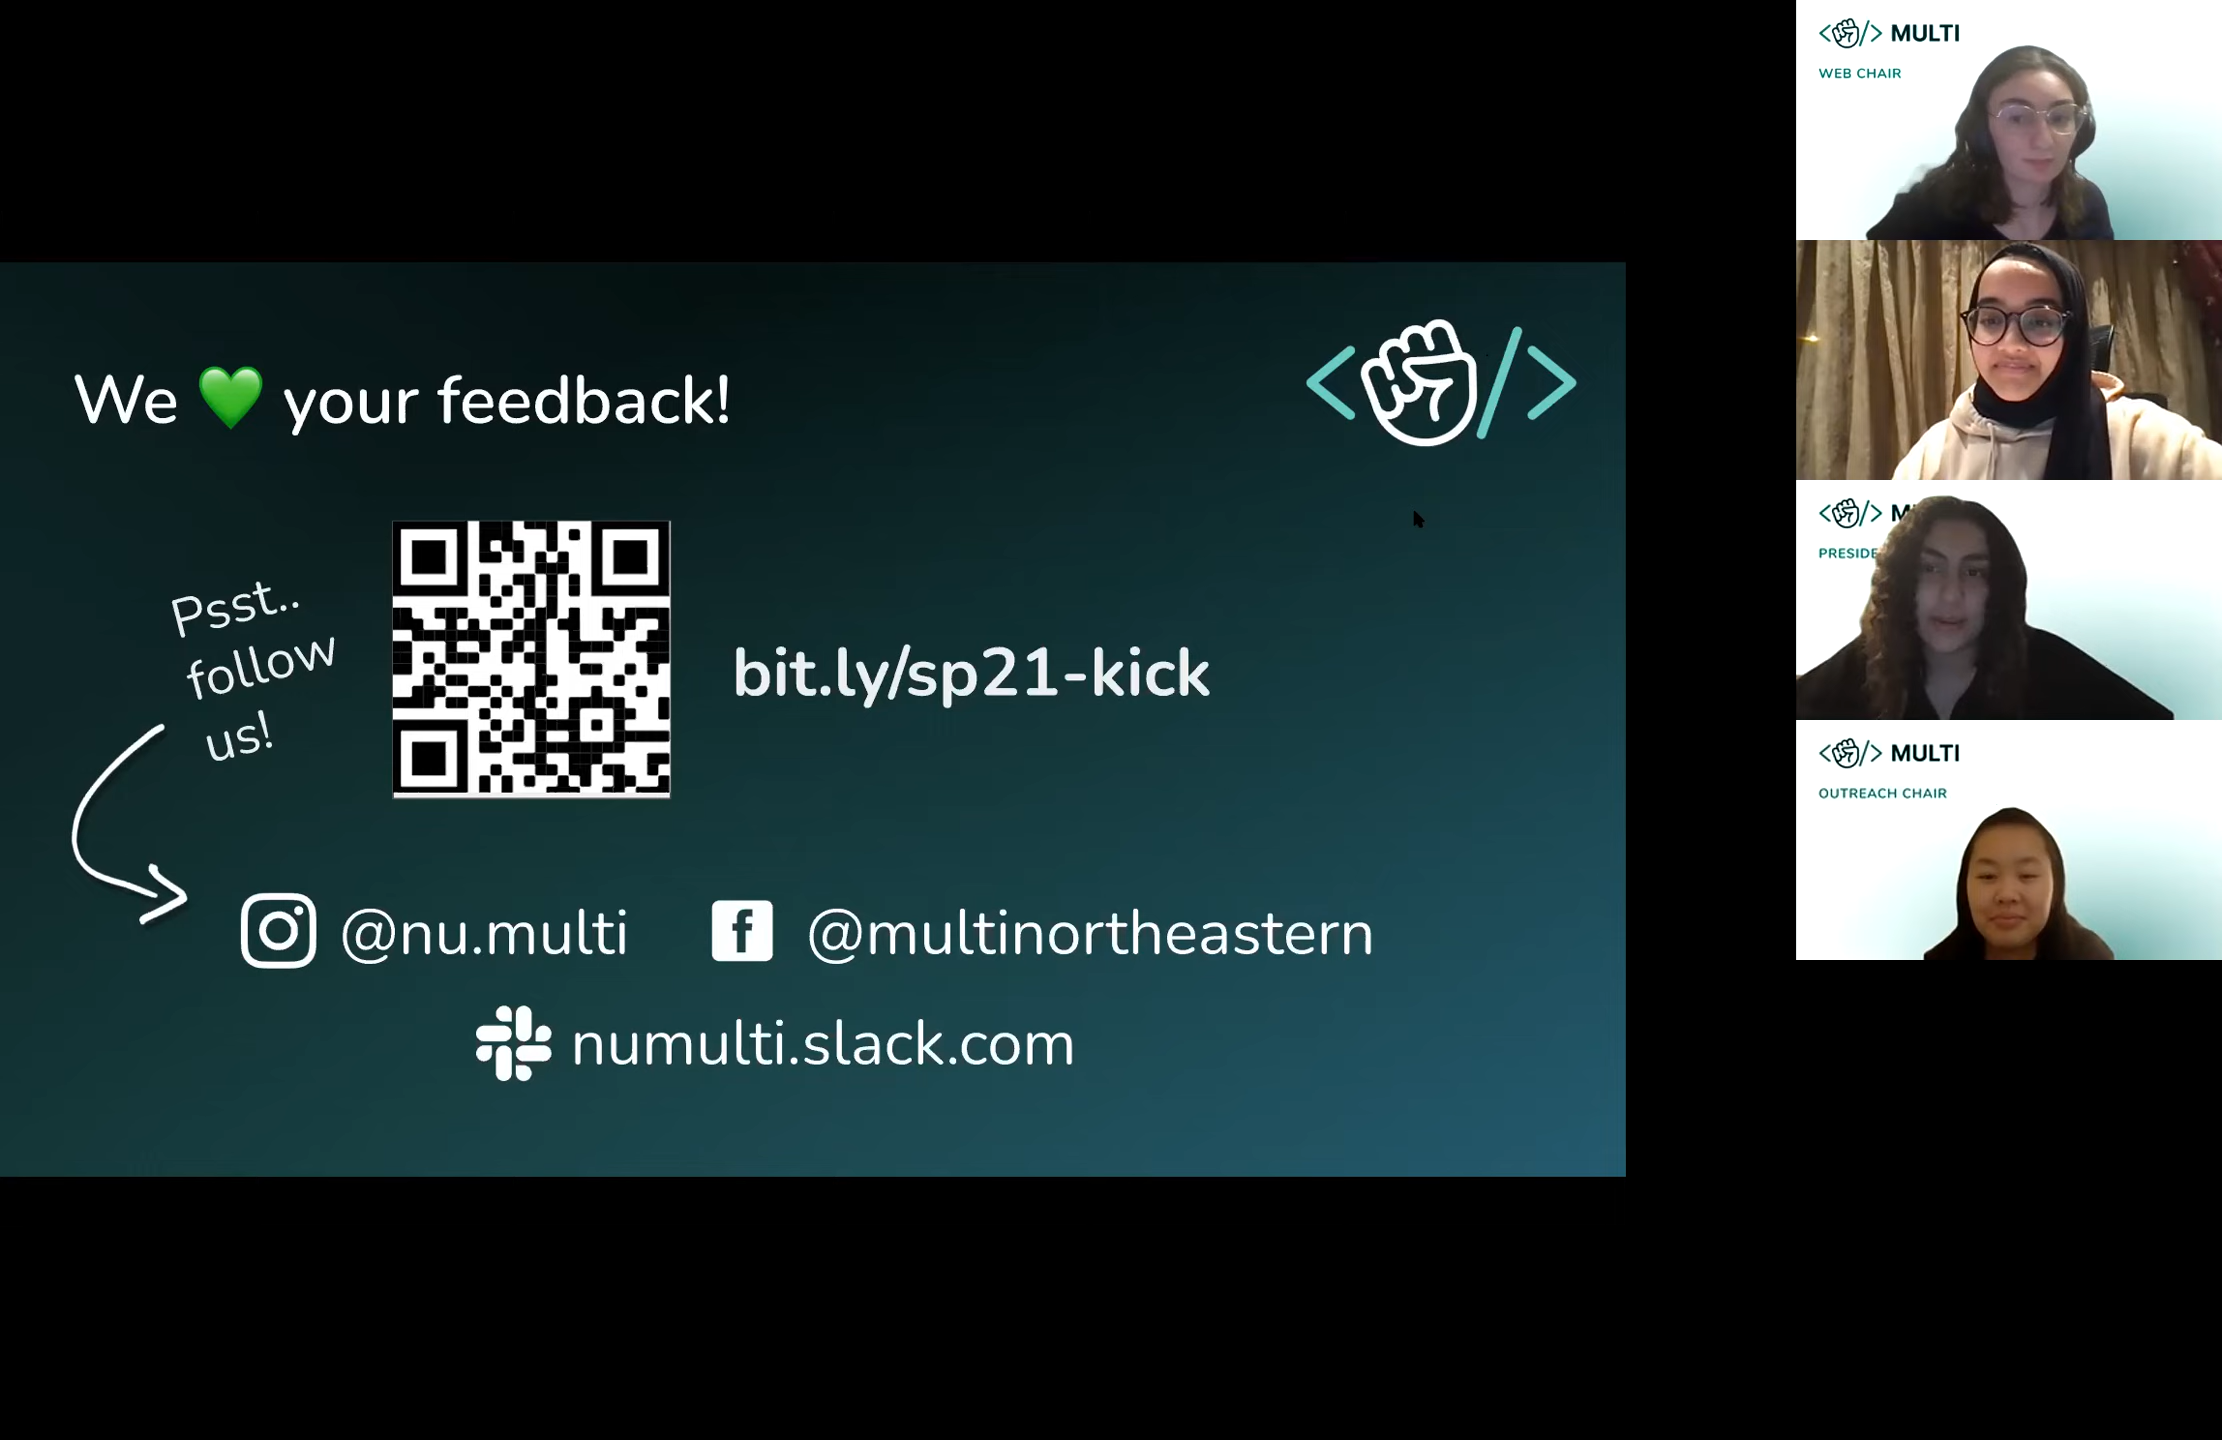 We 💚 your feedback!
Psst..
follow
us!
bit.ly/sp21-kick
@nu.multi
@multinortheastern
numulti.slack.com
MULTI
WEB CHAIR
M
PRESIDE
MULTI
OUTREACH CHAIR